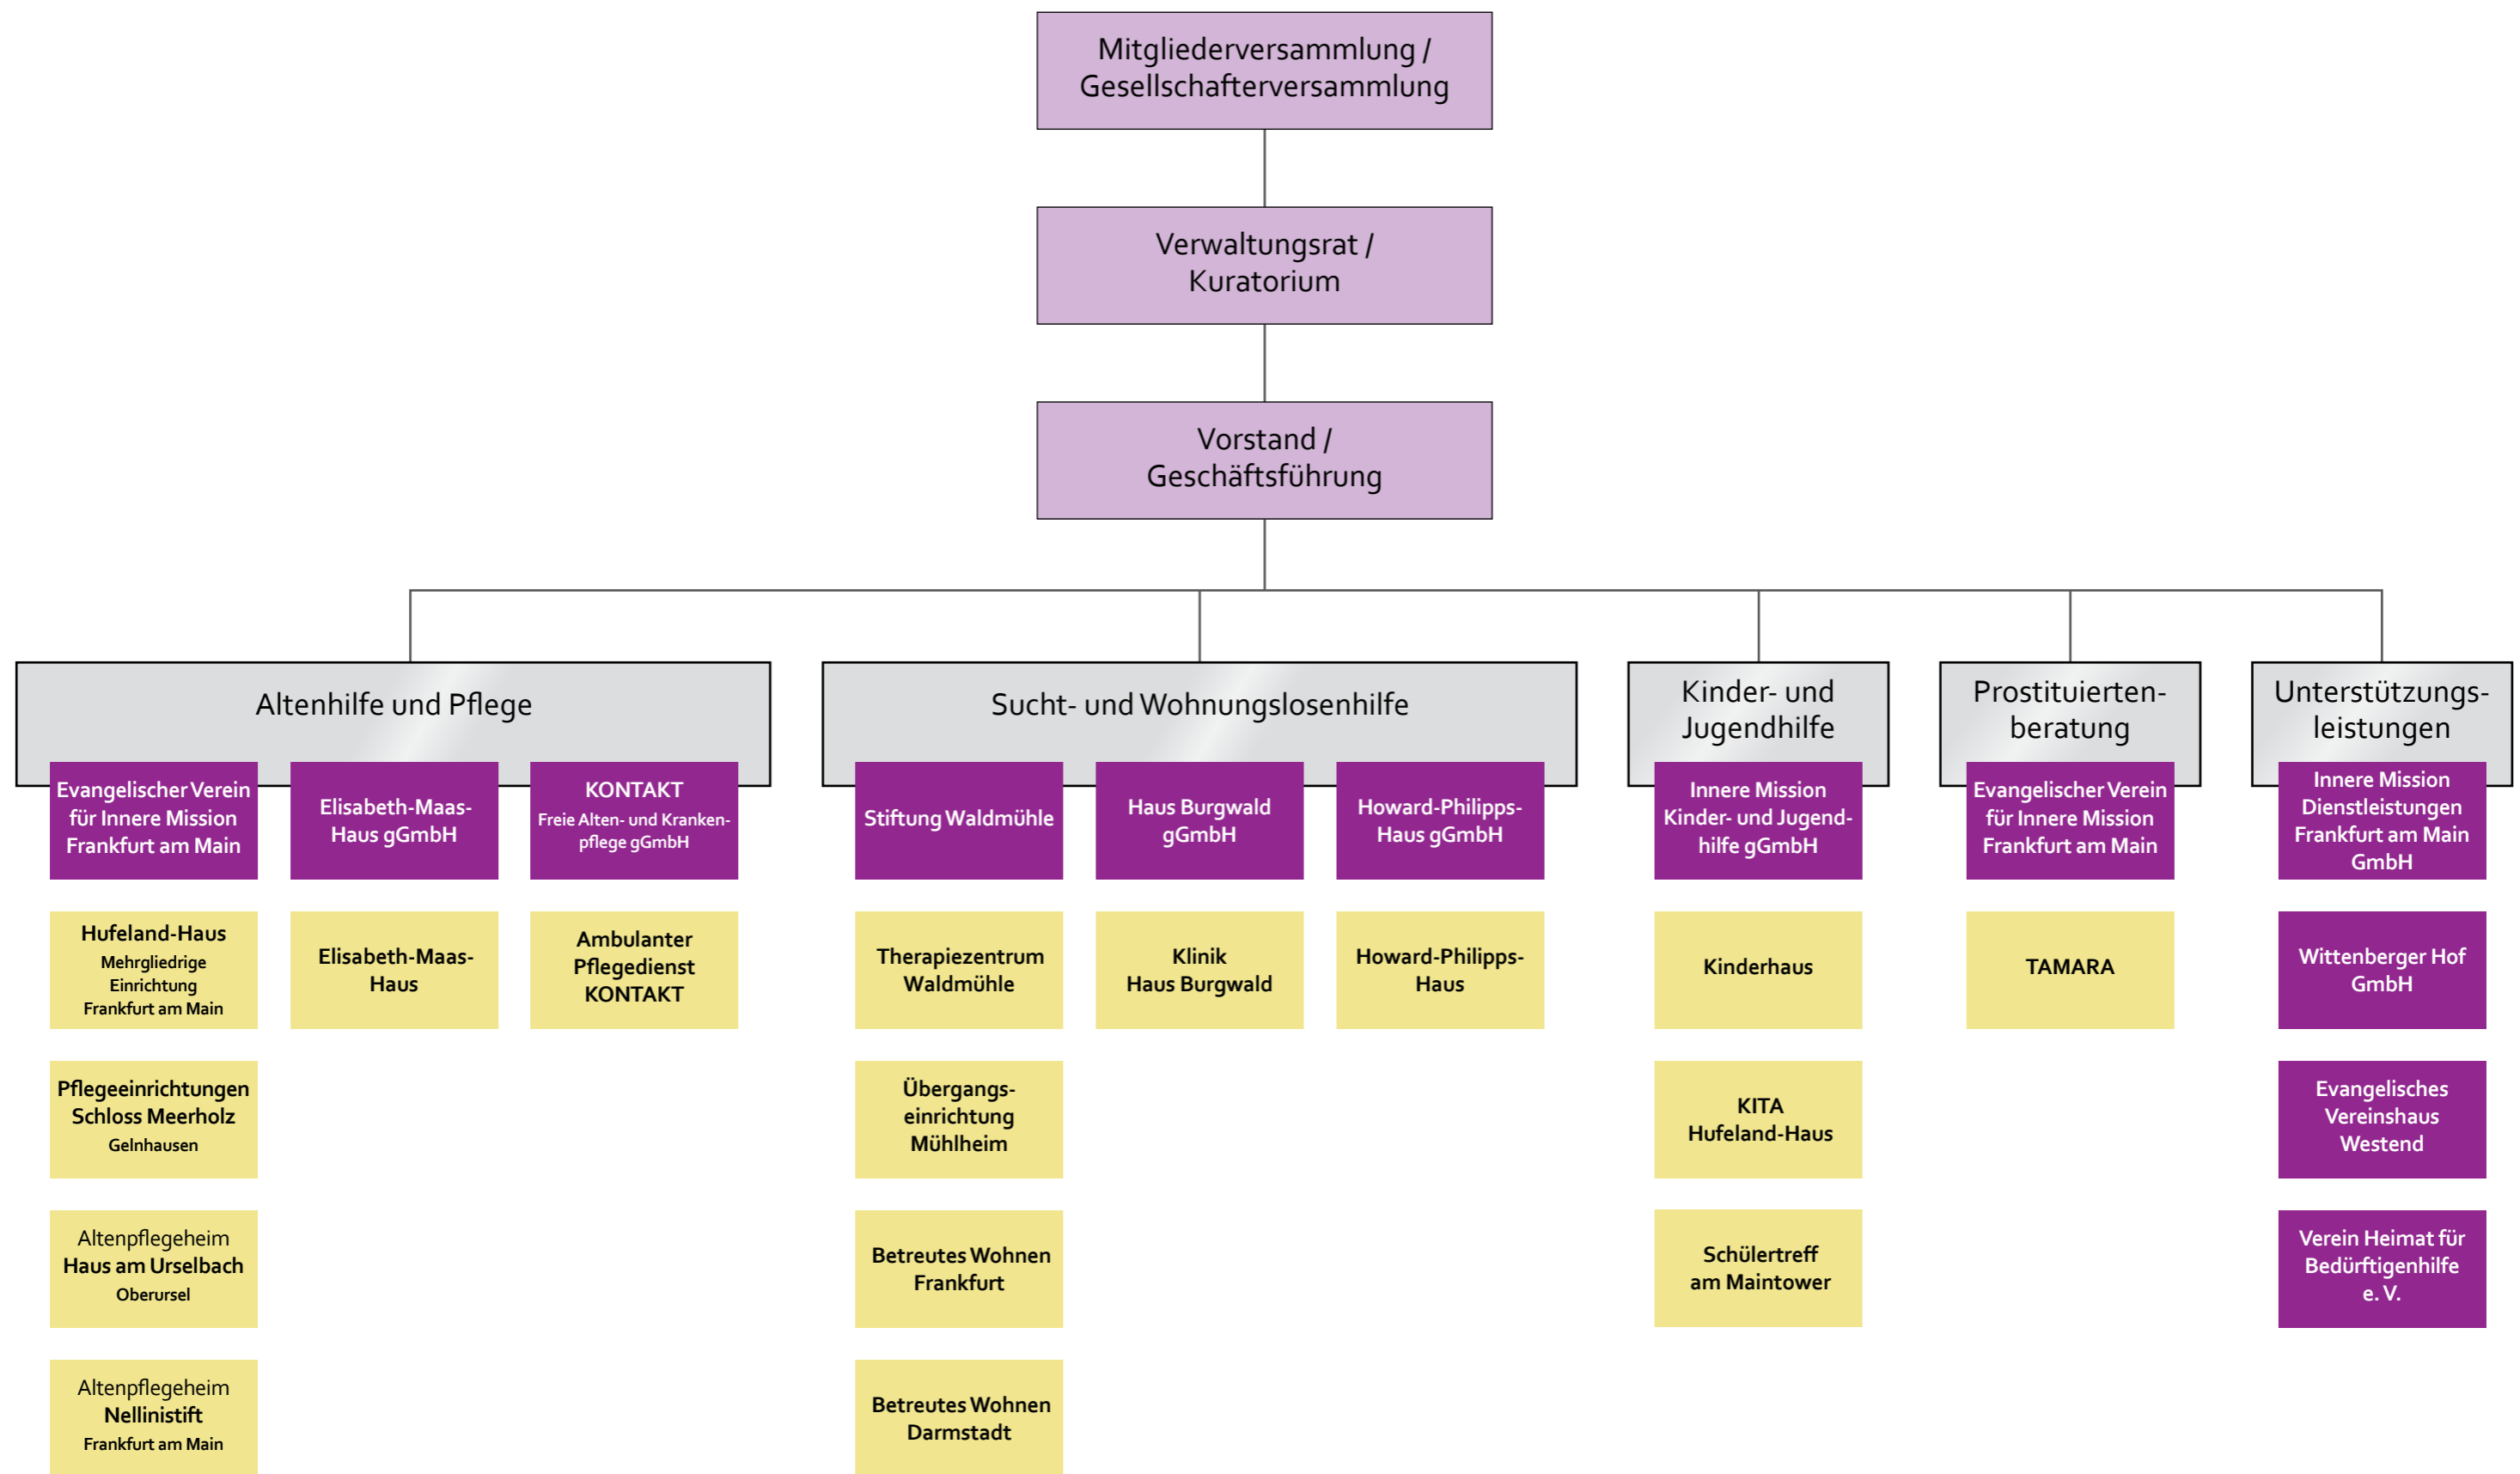 Mitgliederversammlung /
Gesellschafterversammlung
Verwaltungsrat /
Kuratorium
Vorstand /
Geschäftsführung
Altenhilfe und Pflege
Evangelischer Verein
für Innere Mission
Frankfurt am Main
Hufeland-Haus
Mehrgliedrige
Einrichtung
Frankfurt am Main
Pflegeeinrichtungen
Schloss Meerholz
Gelnhausen
Altenpflegeheim
Haus am Urselbach
Oberursel
Altenpflegeheim
Nellinistift
Frankfurt am Main
Elisabeth-Maas-
Haus gGmbH
Elisabeth-Maas-
Haus
KONTAKT
Freie Alten- und Kranken-
pflege gGmbH
Ambulanter
Pflegedienst
KONTAKT
Sucht- und Wohnungslosenhilfe
Stiftung Waldmühle
Therapiezentrum
Waldmühle
Übergangs-
einrichtung
Mühlheim
Betreutes Wohnen
Frankfurt
Betreutes Wohnen
Darmstadt
Haus Burgwald
gGmbH
Klinik
Haus Burgwald
Howard-Philipps-
Haus gGmbH
Howard-Philipps-
Haus
Kinder- und
Jugendhilfe
Innere Mission
Kinder- und Jugend-
hilfe gGmbH
Kinderhaus
KITA
Hufeland-Haus
Schülertreff
am Maintower
Prostituierten-
beratung
Evangelischer Verein
für Innere Mission
Frankfurt am Main
TAMARA
Unterstützungs-
leistungen
Innere Mission
Dienstleistungen
Frankfurt am Main
GmbH
Wittenberger Hof
GmbH
Evangelisches
Vereinshaus
Westend
Verein Heimat für
Bedürftigenhilfe
e. V.